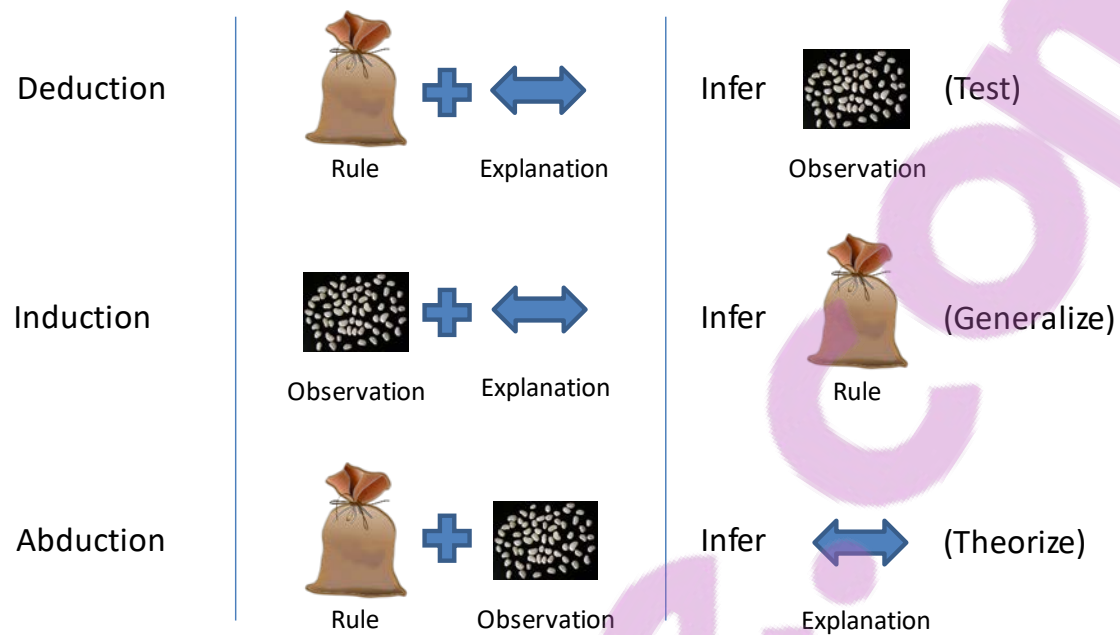 Deduction
Infer
(Test)
Rule
Explanation
Observation
Induction
Infer
(Generalize)
Observation
Explanation
Rule
Abduction
Infer
(Theorize)
Rule
Observation
Explanation